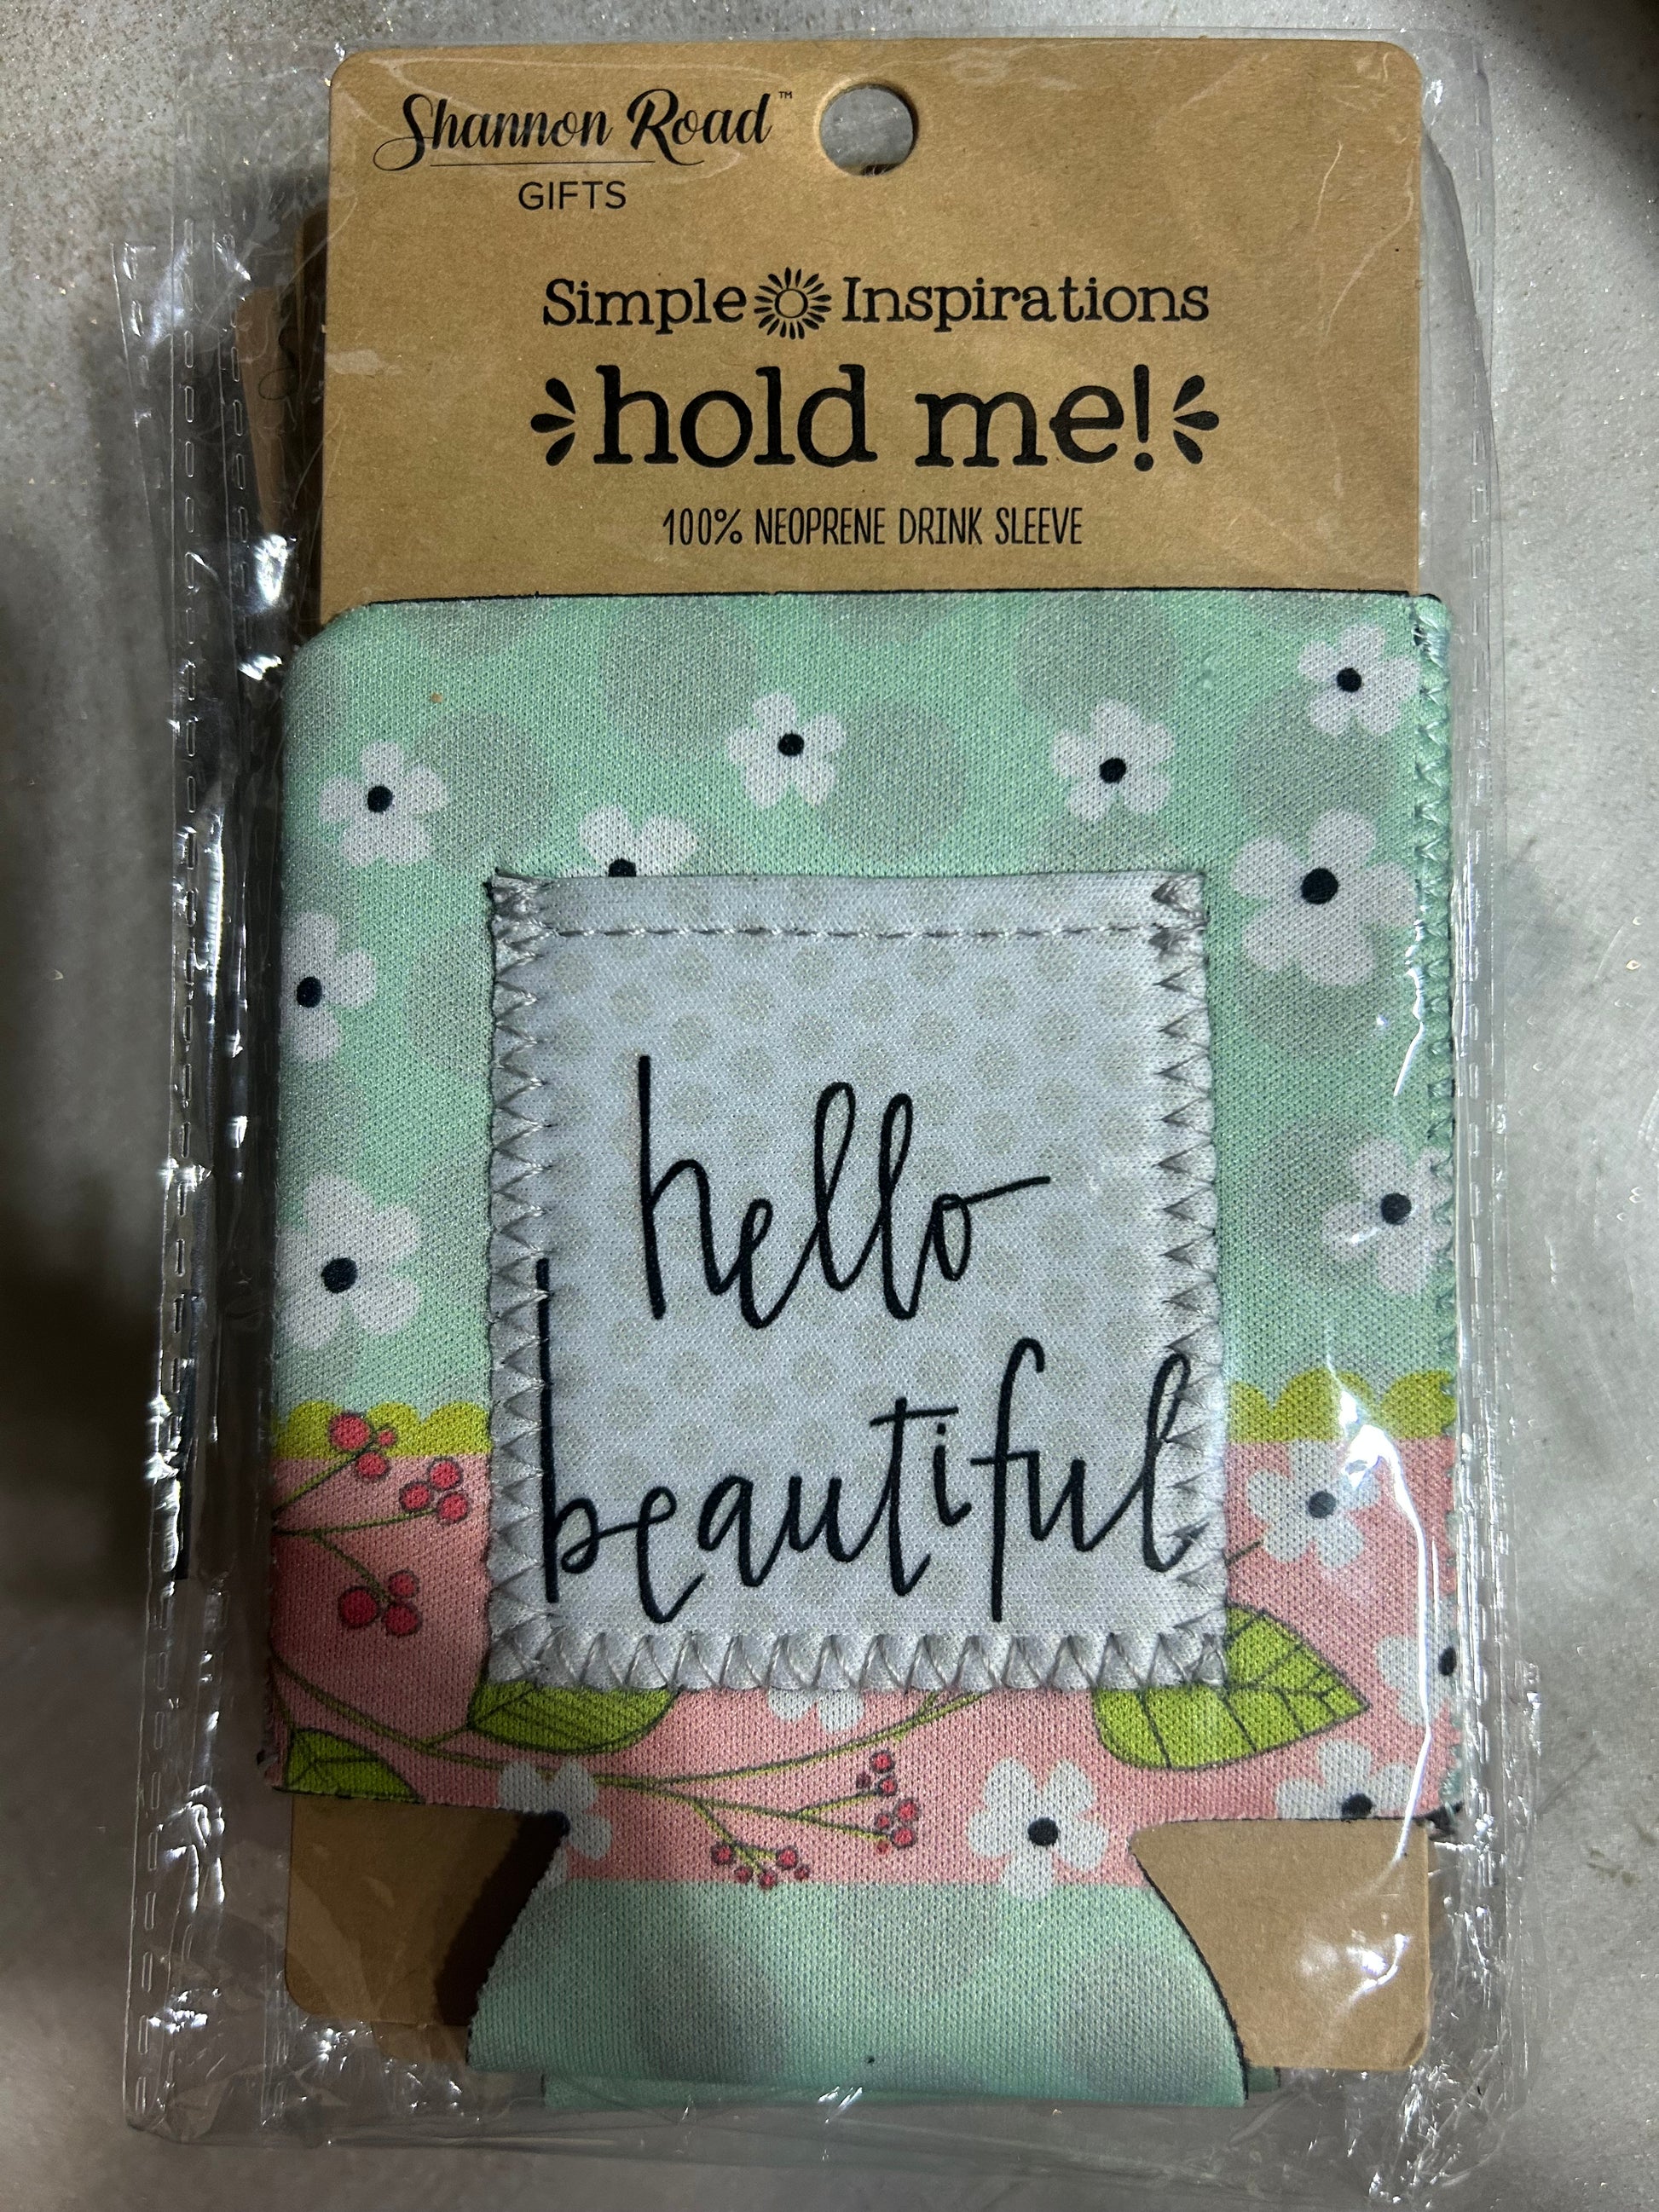 Shannon Road™
GIFTS
Simple Inspirations
hold me!
100% NEOPRENE DRINK SLEEVE
hello
beautiful